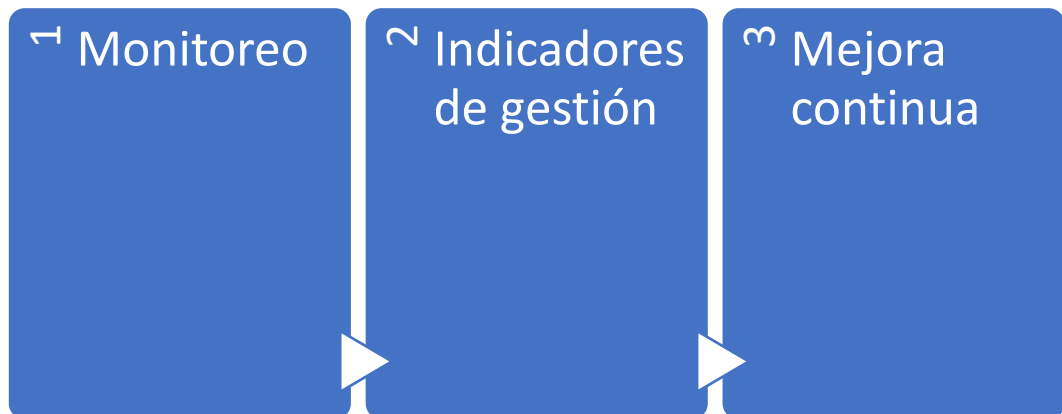 1
Monitoreo
2
Indicadores
de gestión
3
Mejora
continua